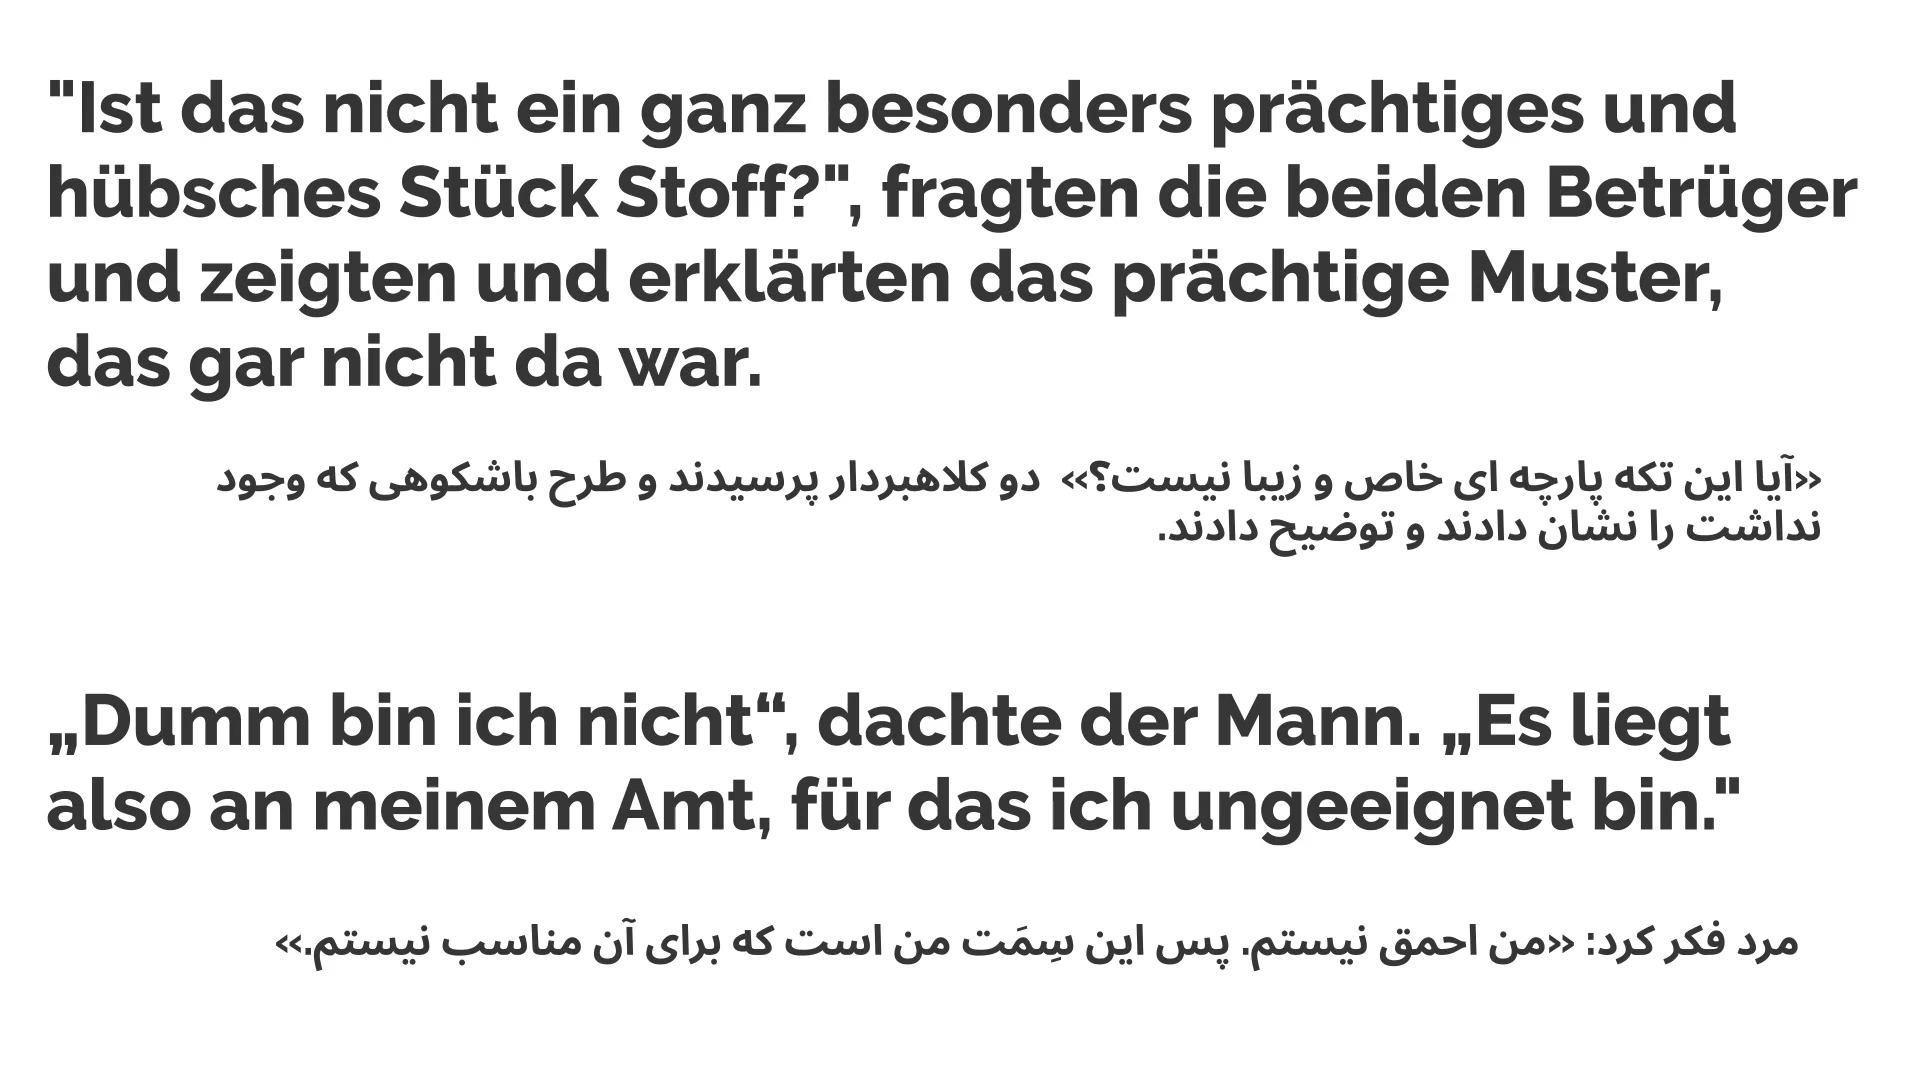 "Ist das nicht ein ganz besonders prächtiges und
hübsches Stück Stoff?", fragten die beiden Betrüger
und zeigten und erklärten das prächtige Muster,
das gar nicht da war.
«آیا این تکه پارچه ای خاص و زیبا نیست؟»  دو کلاهبردار پرسیدند و طرح باشکوهی که وجود
نداشت را نشان دادند و توضیح دادند.
„Dumm bin ich nicht“, dachte der Mann. „Es liegt
also an meinem Amt, für das ich ungeeignet bin."
مرد فکر کرد: «من احمق نیستم. پس این سِمَت من است که برای آن مناسب نیستم.»